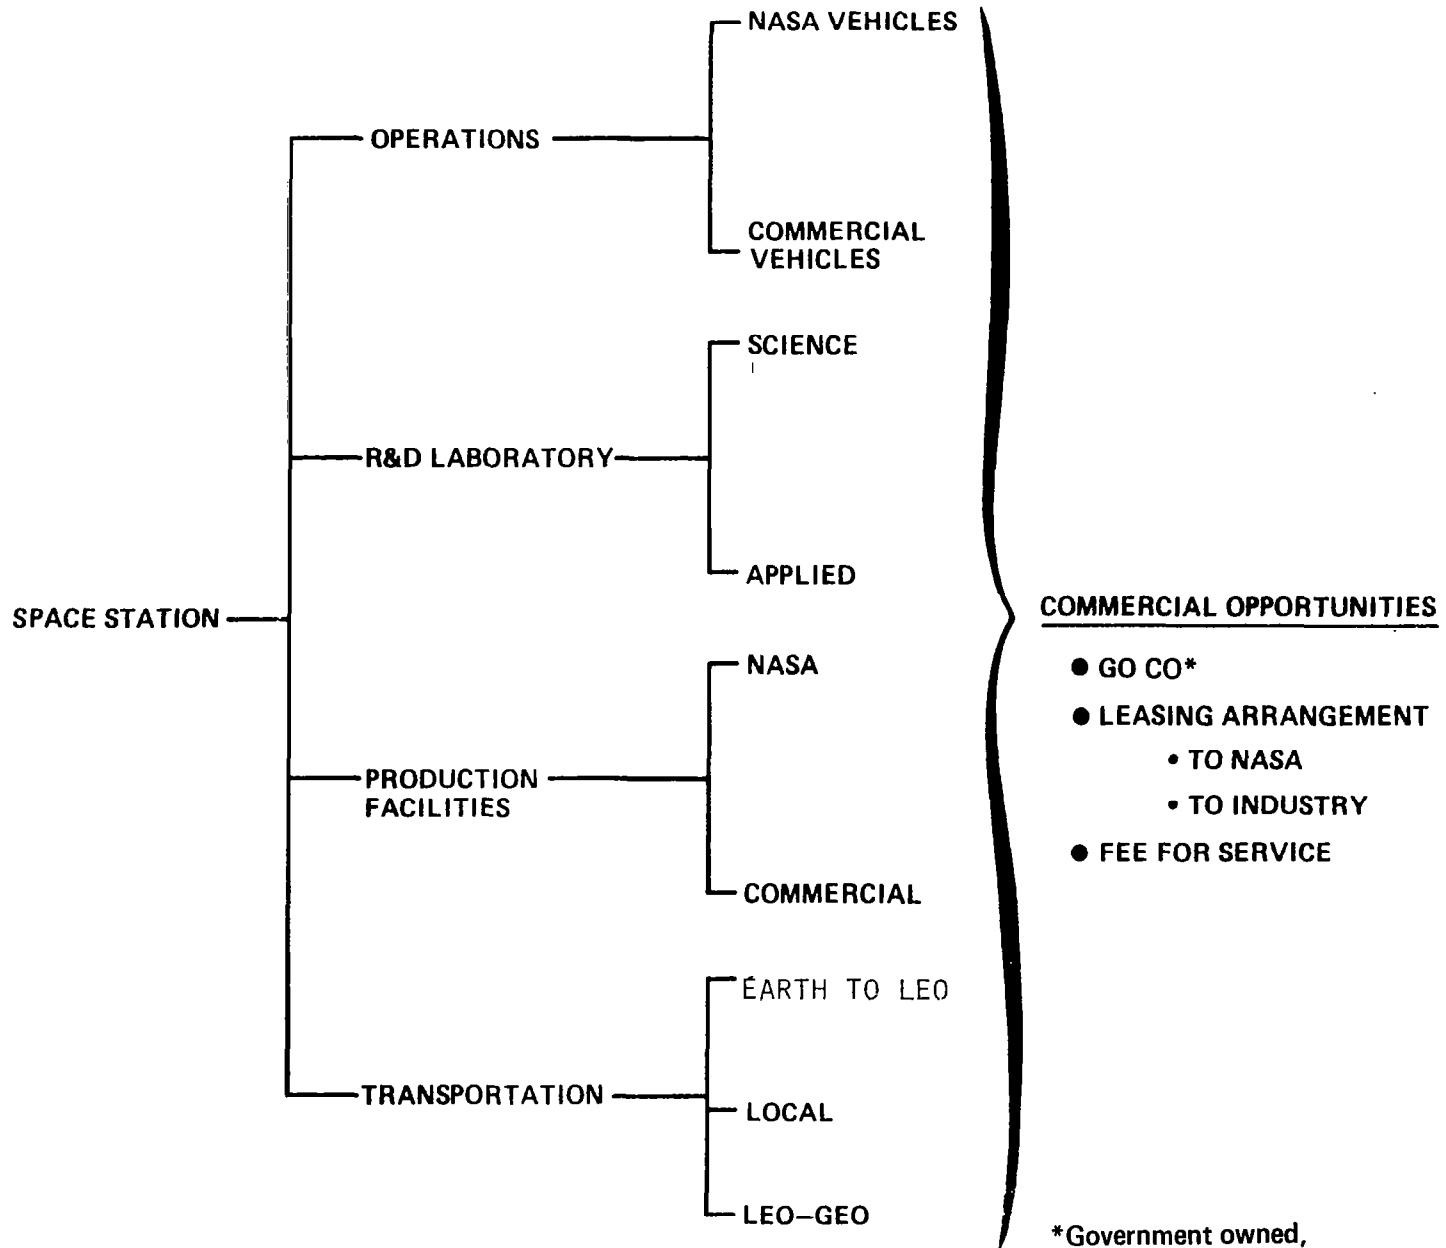 NASA VEHICLES
OPERATIONS
COMMERCIAL
VEHICLES
SCIENCE
R&D LABORATORY
APPLIED
SPACE STATION
NASA
PRODUCTION
FACILITIES
COMMERCIAL
EARTH TO LEO
TRANSPORTATION
LOCAL
LEO–GEO
COMMERCIAL OPPORTUNITIES
● GO CO*
● LEASING ARRANGEMENT
• TO NASA
• TO INDUSTRY
● FEE FOR SERVICE
*Government owned,